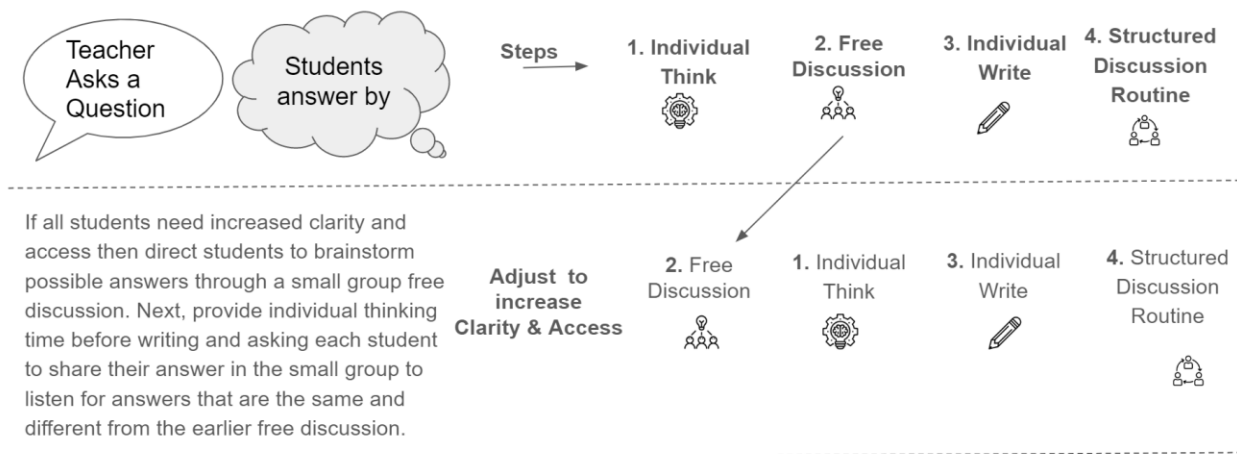 Teacher
Asks a
Question
Students
answer by
Steps
1. Individual
Think
2. Free
Discussion
3. Individual
Write
4. Structured
Discussion
Routine
If all students need increased clarity and
access then direct students to brainstorm
possible answers through a small group free
discussion. Next, provide individual thinking
time before writing and asking each student
to share their answer in the small group to
listen for answers that are the same and
different from the earlier free discussion.
Adjust to
increase
Clarity & Access
2. Free
Discussion
1. Individual
Think
3. Individual
Write
4. Structured
Discussion
Routine